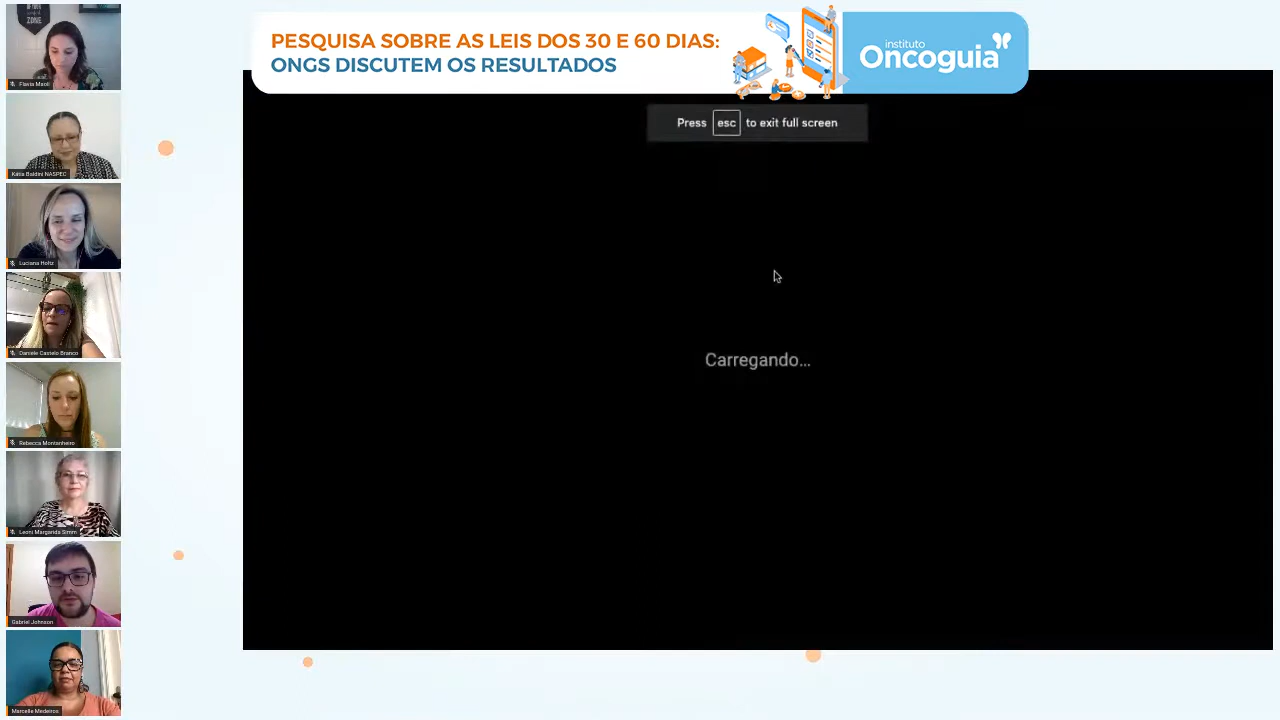 PESQUISA SOBRE AS LEIS DOS 30 E 60 DIAS:
ONGS DISCUTEM OS RESULTADOS
instituto
Oncoguia
Press esc to exit full screen
Carregando...
Flavia Maoli
Kátia Baldini NASPEC
Luciana Holtz
Daniele Castelo Branco
Rebecca Montanheiro
Leoni Margarida Simm
Gabriel Johnson
Marcelle Medeiros